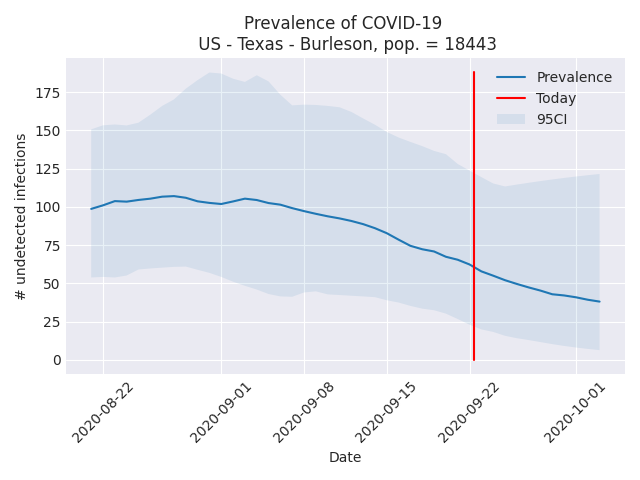 Prevalence of COVID-19
US - Texas - Burleson, pop. = 18443
Prevalence
Today
95CI
# undetected infections
175
150
125
100
75
50
25
0
2020-08-22
2020-09-01
2020-09-08
2020-09-15
2020-09-22
2020-10-01
Date